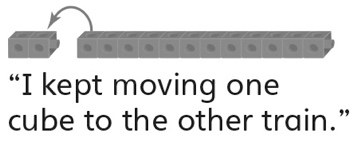 “I kept moving one
cube to the other train.”